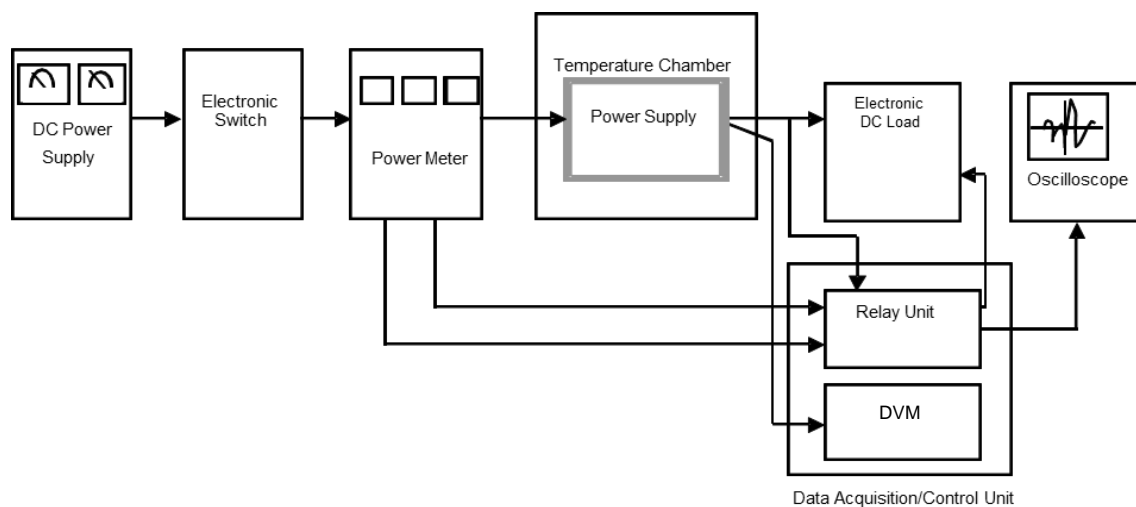 DC Power
Supply
Electronic
Switch
Power Meter
Temperature Chamber
Power Supply
Electronic
DC Load
Oscilloscope
Relay Unit
DVM
Data Acquisition/Control Unit